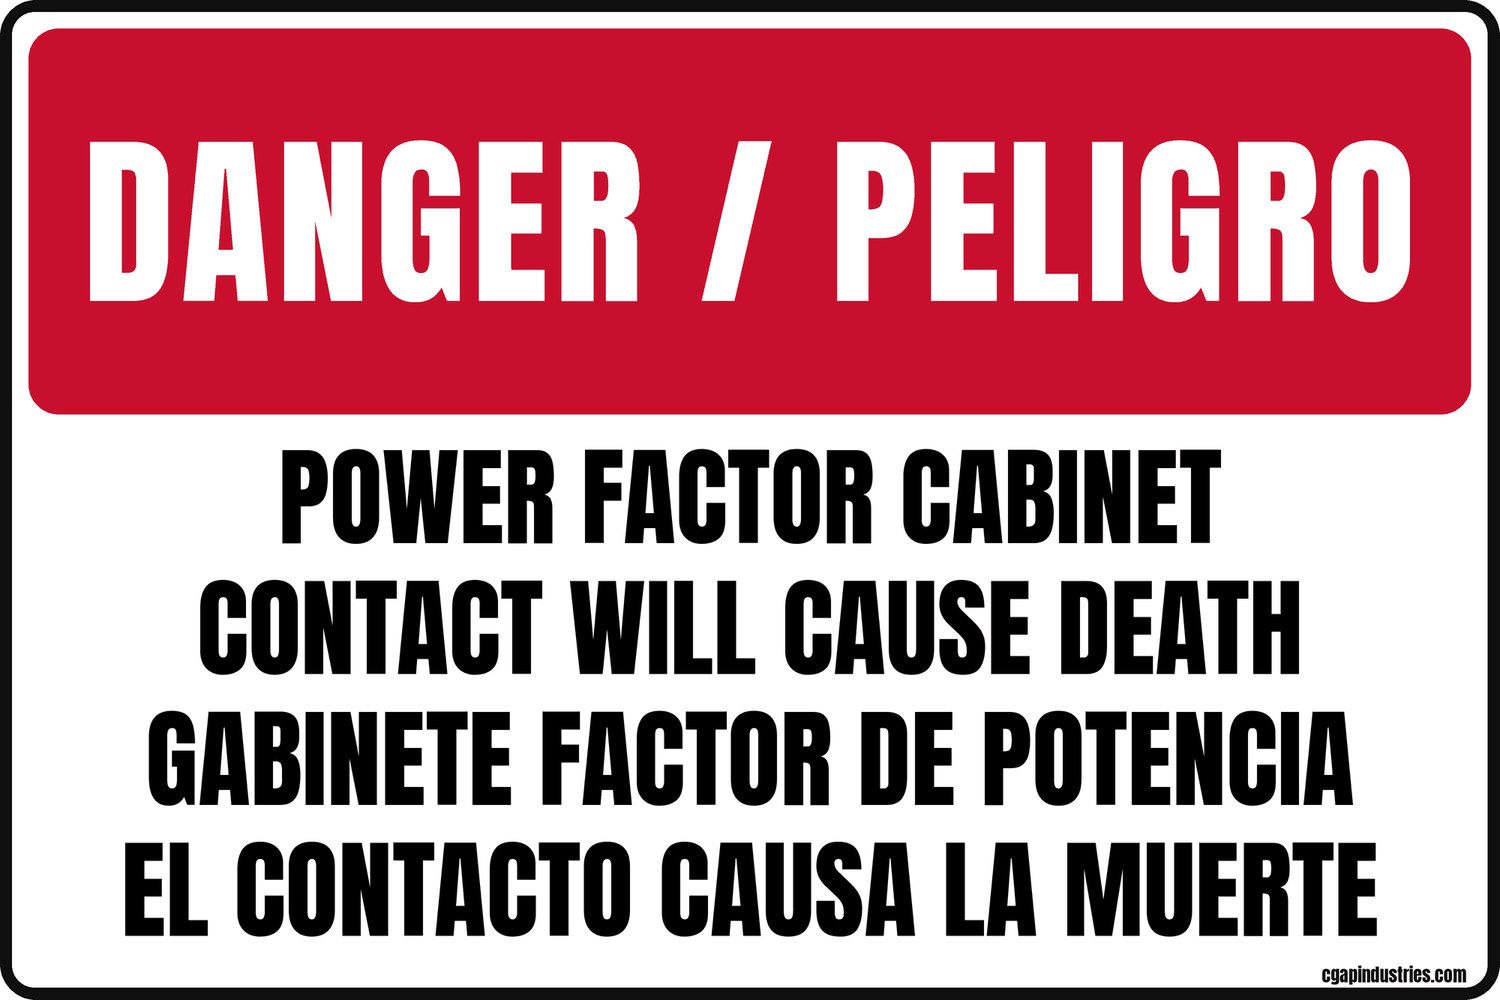 DANGER / PELIGRO
POWER FACTOR CABINET
CONTACT WILL CAUSE DEATH
GABINETE FACTOR DE POTENCIA
EL CONTACTO CAUSA LA MUERTE
cgapindustries.com